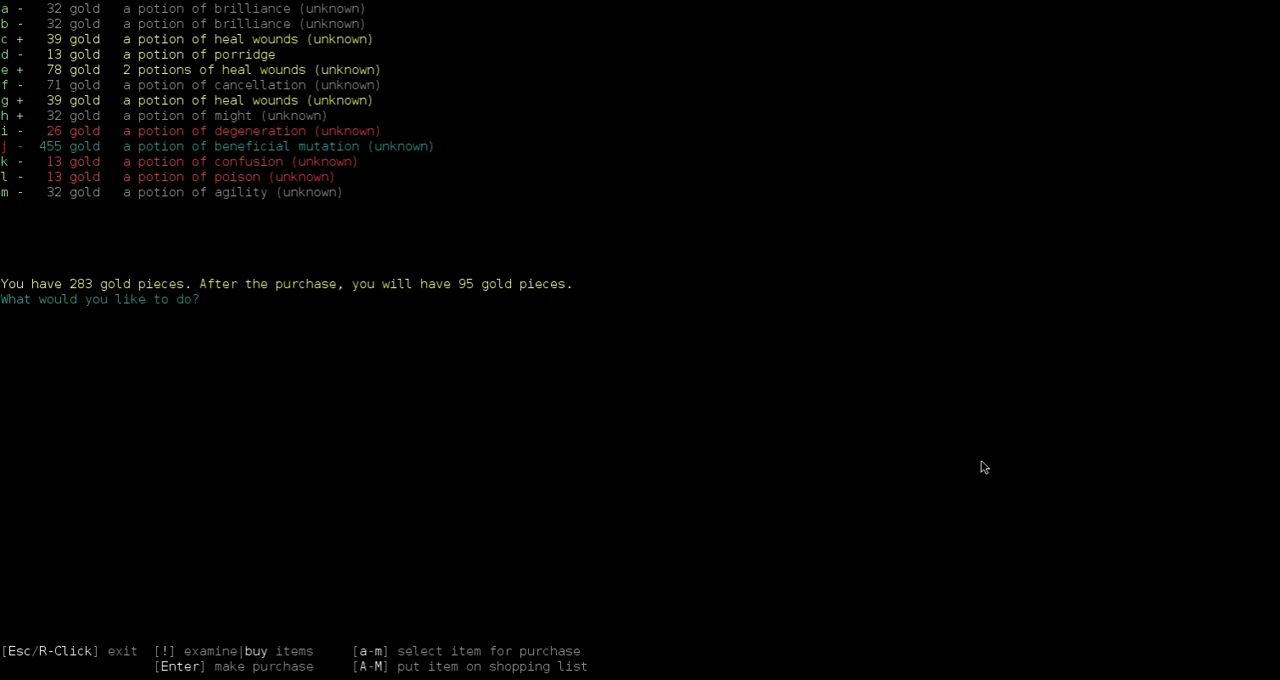 a -   32 gold   a potion of brilliance (unknown)
b -   32 gold   a potion of brilliance (unknown)
c +   39 gold   a potion of heal wounds (unknown)
d -   13 gold   a potion of porridge
e +   78 gold   2 potions of heal wounds (unknown)
f -   71 gold   a potion of cancellation (unknown)
g +   39 gold   a potion of heal wounds (unknown)
h +   32 gold   a potion of might (unknown)
i -   26 gold   a potion of degeneration (unknown)
j -  455 gold   a potion of beneficial mutation (unknown)
k -   13 gold   a potion of confusion (unknown)
l -   13 gold   a potion of poison (unknown)
m -   32 gold   a potion of agility (unknown)
You have 283 gold pieces. After the purchase, you will have 95 gold pieces.
What would you like to do?
[Esc/R-Click] exit  [!] examine|buy items     [a-m] select item for purchase
[Enter] make purchase     [A-M] put item on shopping list